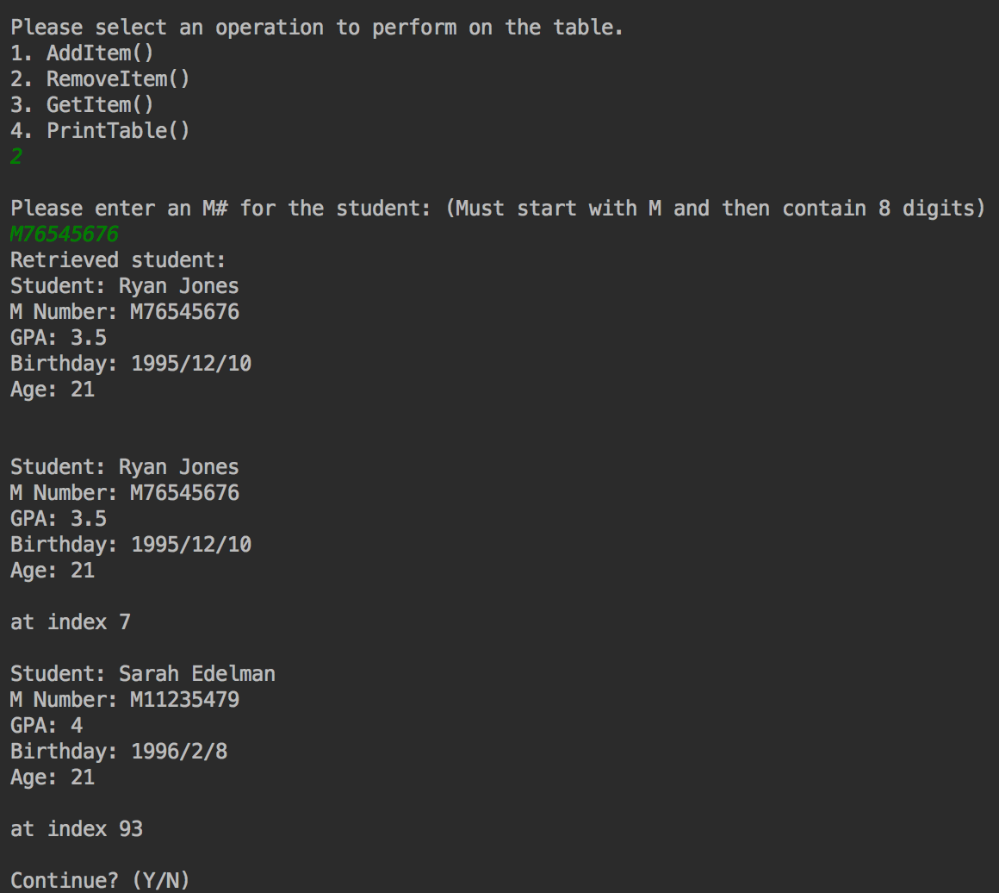 Please select an operation to perform on the table.
1. AddItem()
2. RemoveItem()
3. GetItem()
4. PrintTable()
2
Please enter an M# for the student: (Must start with M and then contain 8 digits)
M76545676
Retrieved student:
Student: Ryan Jones
M Number: M76545676
GPA: 3.5
Birthday: 1995/12/10
Age: 21
Student: Ryan Jones
M Number: M76545676
GPA: 3.5
Birthday: 1995/12/10
Age: 21
at index 7
Student: Sarah Edelman
M Number: M11235479
GPA: 4
Birthday: 1996/2/8
Age: 21
at index 93
Continue? (Y/N)